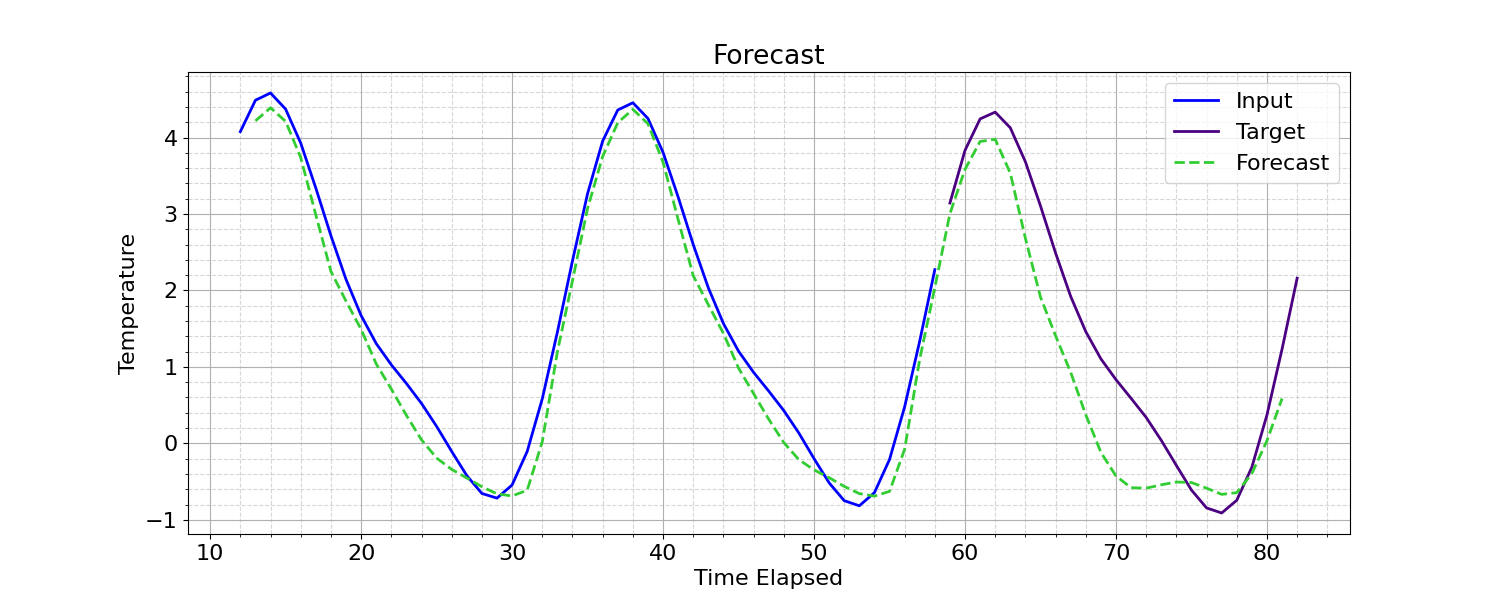 Forecast
Input
Target
Forecast
Temperature
4
3
2
1
0
−1
10 20 30 40 50 60 70 80
Time Elapsed